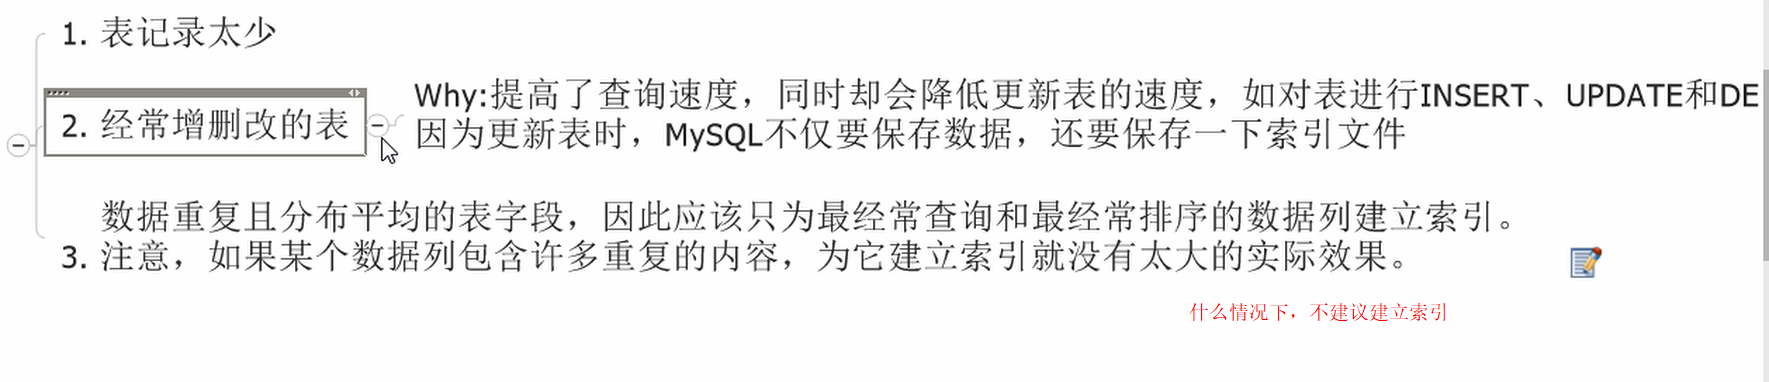 1. 表记录太少
2. 经常增删改的表
Why:提高了查询速度，同时却会降低更新表的速度，如对表进行INSERT、UPDATE和DE
因为更新表时，MySQL不仅要保存数据，还要保存一下索引文件
数据重复且分布平均的表字段，因此应该只为最经常查询和最经常排序的数据列建立索引。
3. 注意，如果某个数据列包含许多重复的内容，为它建立索引就没有太大的实际效果。
什么情况下，不建议建立索引